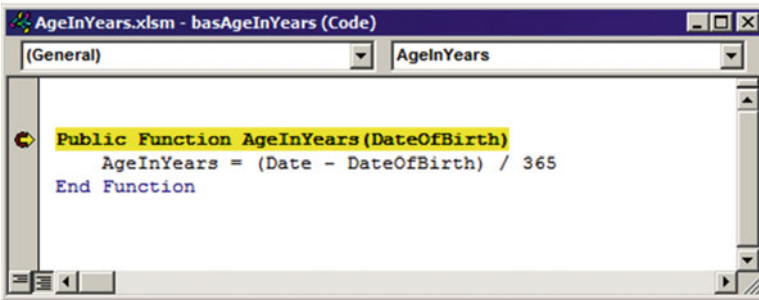 AgeInYears.xlsm - basAgeInYears (Code)
(General) AgeInYears
Public Function AgeInYears(DateOfBirth)
AgeInYears = (Date - DateOfBirth) / 365
End Function